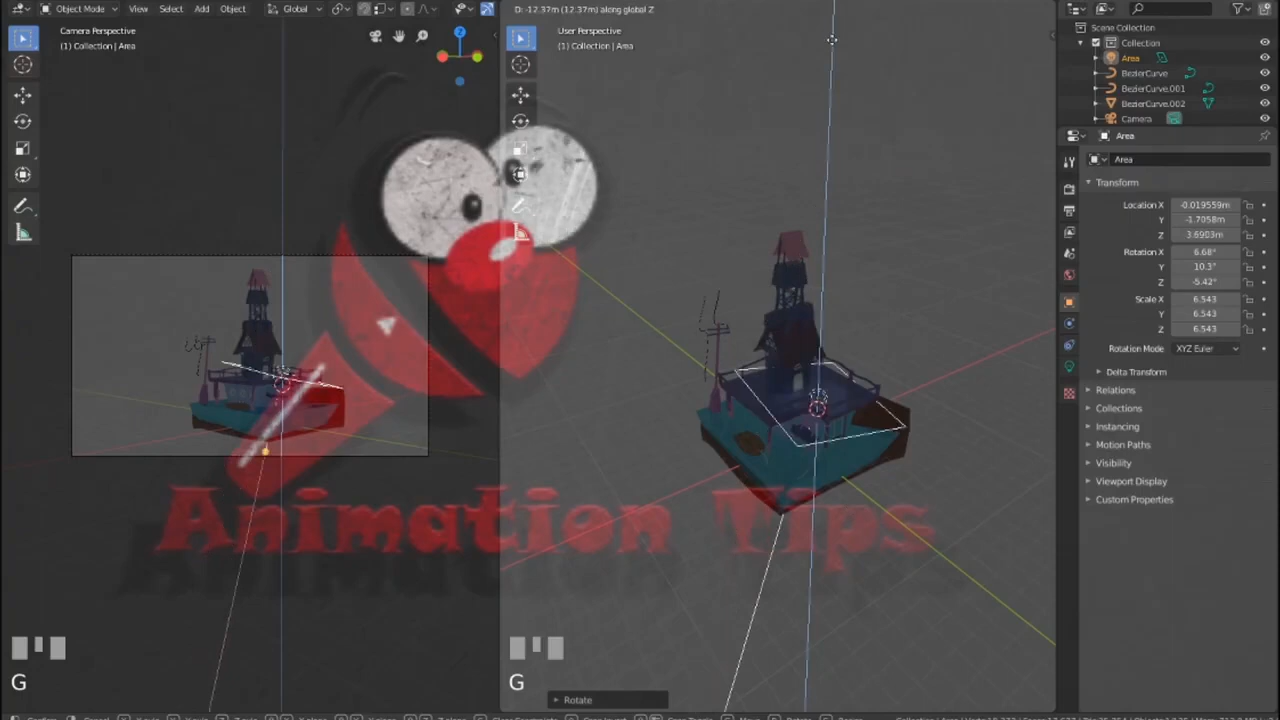 Object Mode View Select Add Object Global D: -12.37m (12.37m) along global Z
Camera Perspective
(1) Collection | Area
User Perspective
(1) Collection | Area
Z
Animation Tips
G
G
Rotate
Scene Collection
Collection
Area
BezierCurve
BezierCurve.001
BezierCurve.002
Camera
Area
Area
Transform
Location X -0.019559m
Y -1.7058m
Z 3.6903m
Rotation X 6.68°
Y 10.3°
Z -5.42°
Scale X 6.543
Y 6.543
Z 6.543
Rotation Mode XYZ Euler
Delta Transform
Relations
Collections
Instancing
Motion Paths
Visibility
Viewport Display
Custom Properties